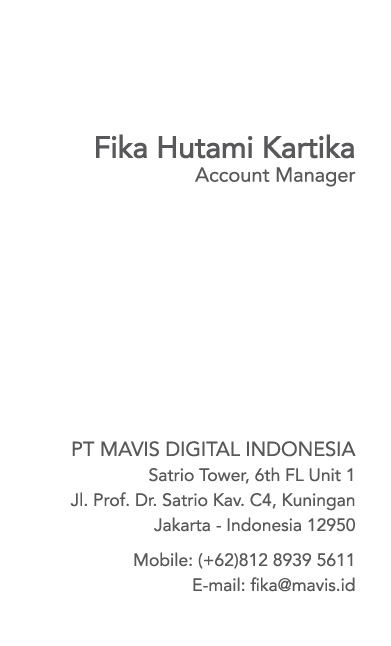 Fika Hutami Kartika
Account Manager
PT MAVIS DIGITAL INDONESIA
Satrio Tower, 6th FL Unit 1
Jl. Prof. Dr. Satrio Kav. C4, Kuningan
Jakarta - Indonesia 12950
Mobile: (+62)812 8939 5611
E-mail: fika@mavis.id